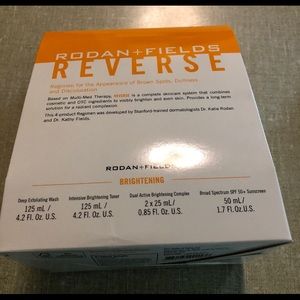 RODAN+FIELDS
REVERSE
Regimen for the Appearance of Brown Spots, Dullness
and Discoloration
Based on Multi-Med Therapy, REVERSE is a complete skincare system that combines
cosmetic and OTC ingredients to visibly brighten and even skin. Provides a long term
solution for a radiant complexion.
This 4-product Regimen was developed by Stanford-trained dermatologists Dr. Katie Rodan
and Dr. Kathy Fields.
RODAN+FIELDS
BRIGHTENING
Deep Exfoliating Wash
125 mL /
4.2 Fl. Oz. U.S.
Intensive Brightening Toner
125 mL /
4.2 Fl. Oz. U.S.
Dual Active Brightening Complex
2 x 25 mL/
0.85 Fl. Oz. U.S.
Broad Spectrum SPF 50+ Sunscreen
50 mL/
1.7 Fl.Oz. U.S.